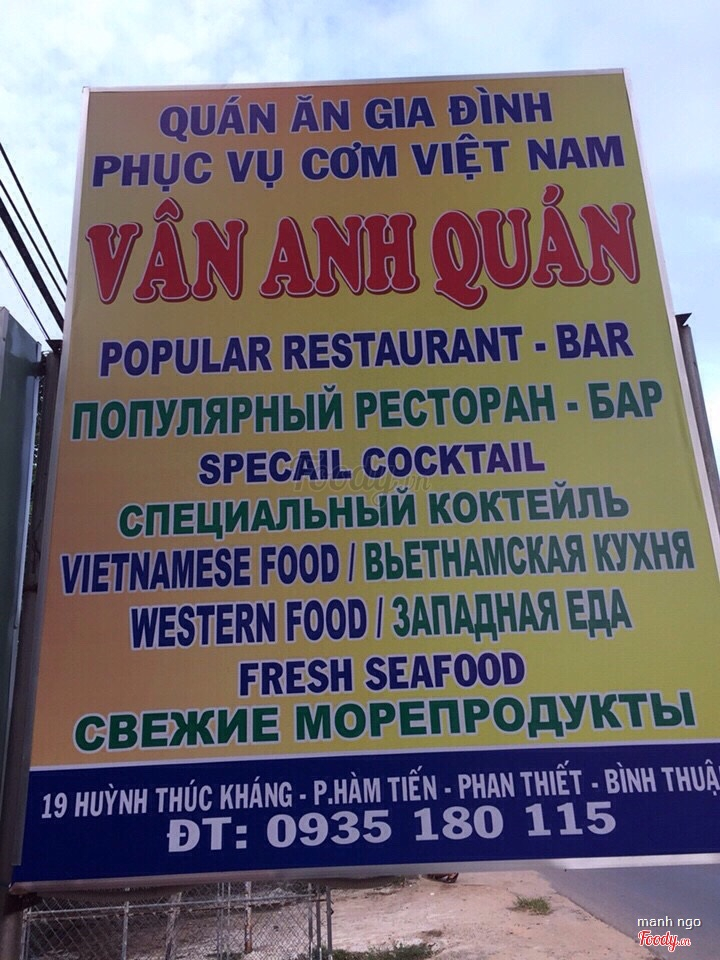 QUÁN ĂN GIA ĐÌNH
PHỤC VỤ CƠM VIỆT NAM
VÂN ANH QUÁN
POPULAR RESTAURANT - BAR
ПОПУЛЯРНЫЙ РЕСТОРАН - БАР
SPECAIL COCKTAIL
Foody.vn
СПЕЦИАЛЬНЫЙ КОКТЕЙЛЬ
VIETNAMESE FOOD / ВЬЕТНАМСКАЯ КУХНЯ
WESTERN FOOD / ЗАПАДНАЯ ЕДА
FRESH SEAFOOD
СВЕЖИЕ МОРЕПРОДУКТЫ
19 HUỲNH THÚC KHÁNG - P.HÀM TIẾN - PHAN THIẾT - BÌNH THUẬ
ĐT: 0935 180 115
manh ngo
Foody.vn